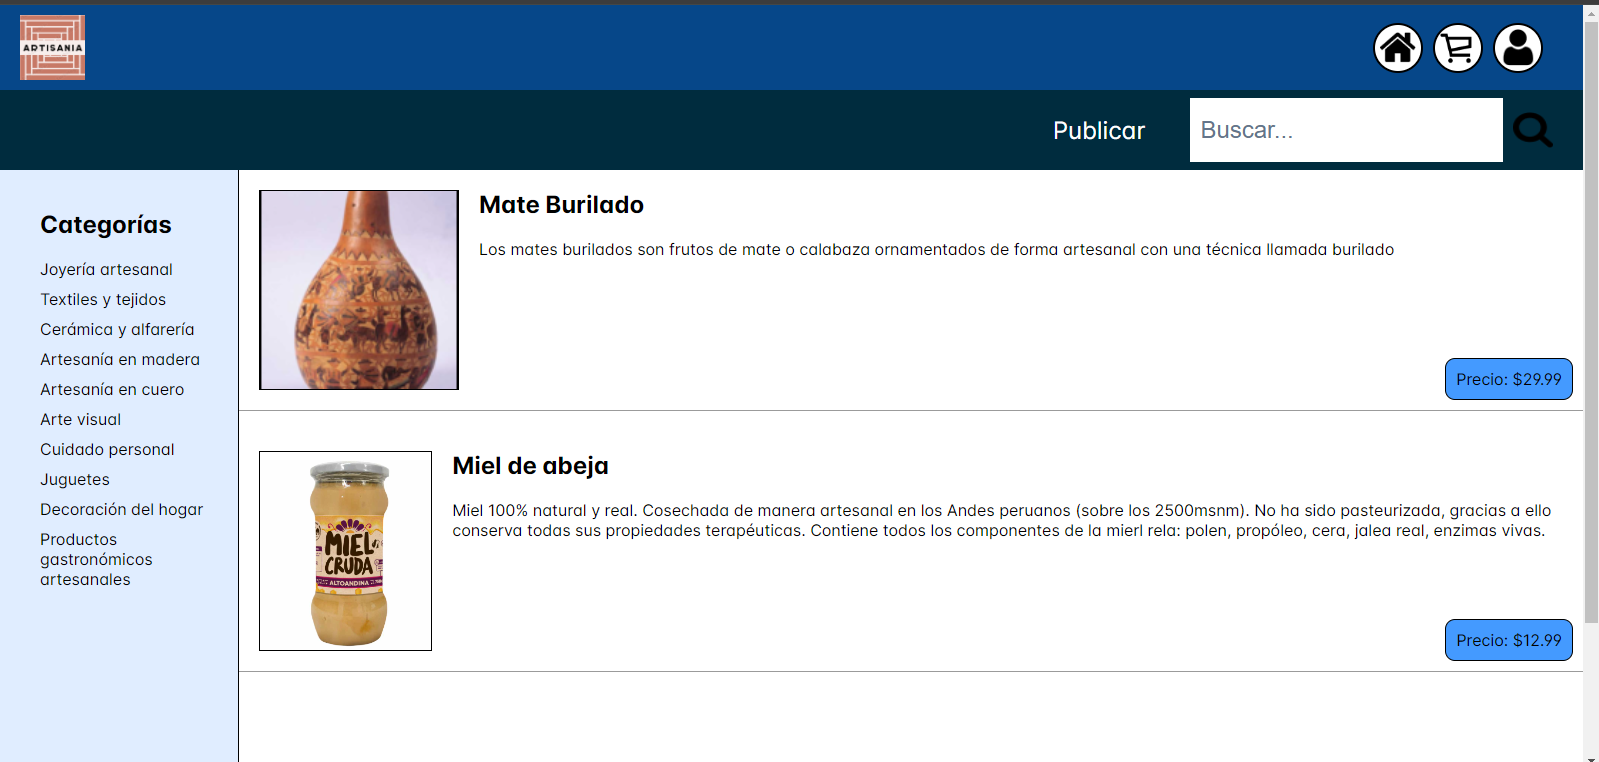 ARTISANIA
Publicar
Buscar...
Categorías
Joyería artesanal
Textiles y tejidos
Cerámica y alfarería
Artesanía en madera
Artesanía en cuero
Arte visual
Cuidado personal
Juguetes
Decoración del hogar
Productos
gastronómicos
artesanales
Mate Burilado
Los mates burilados son frutos de mate o calabaza ornamentados de forma artesanal con una técnica llamada burilado
Precio: $29.99
MIEL
CRUDA
ALTOANDINA
Miel de abeja
Miel 100% natural y real. Cosechada de manera artesanal en los Andes peruanos (sobre los 2500msnm). No ha sido pasteurizada, gracias a ello
conserva todas sus propiedades terapéuticas. Contiene todos los componentes de la mierl rela: polen, propóleo, cera, jalea real, enzimas vivas.
Precio: $12.99